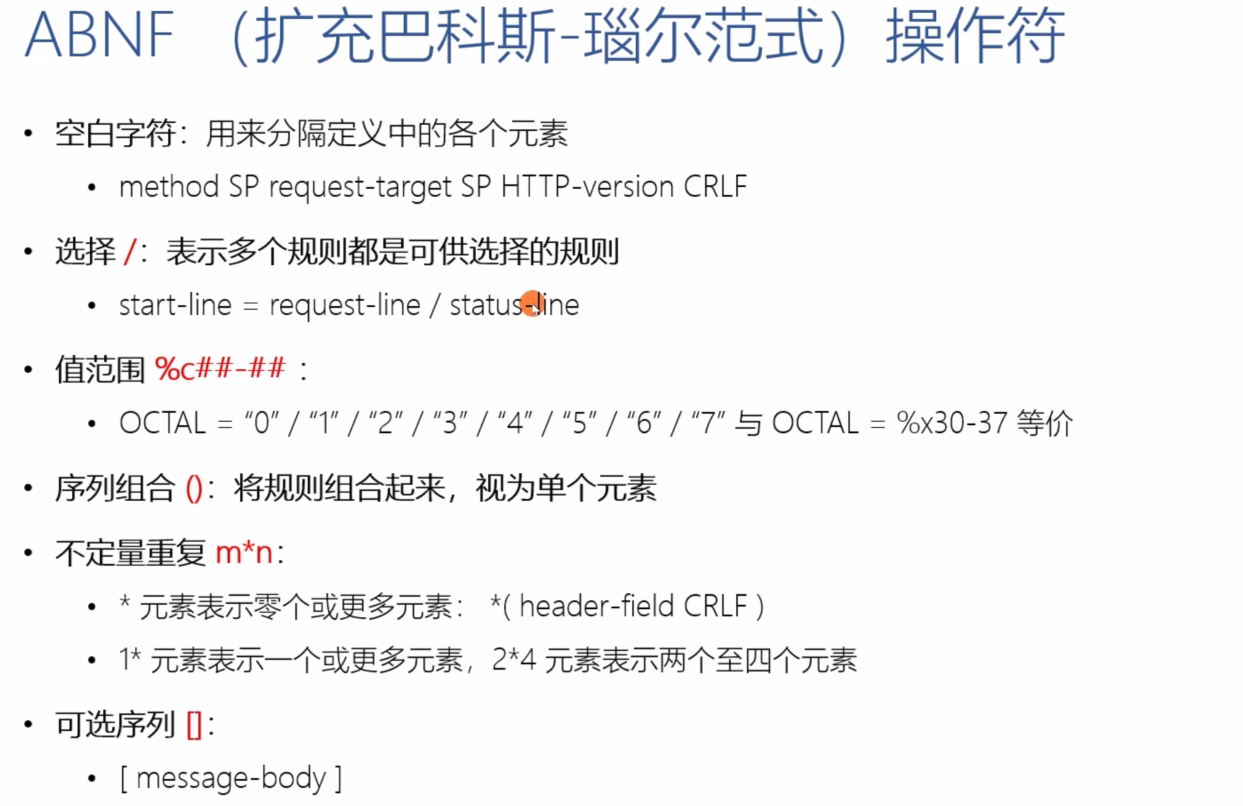 ABNF （扩充巴科斯-瑙尔范式）操作符
• 空白字符：用来分隔定义中的各个元素
• method SP request-target SP HTTP-version CRLF
• 选择 /：表示多个规则都是可供选择的规则
• start-line = request-line / status-line
• 值范围 %c##-## ：
• OCTAL = “0” / “1” / “2” / “3” / “4” / “5” / “6” / “7” 与 OCTAL = %x30-37 等价
• 序列组合 ()：将规则组合起来，视为单个元素
• 不定量重复 m*n：
• * 元素表示零个或更多元素： *( header-field CRLF )
• 1* 元素表示一个或更多元素，2*4 元素表示两个至四个元素
• 可选序列 []：
• [ message-body ]